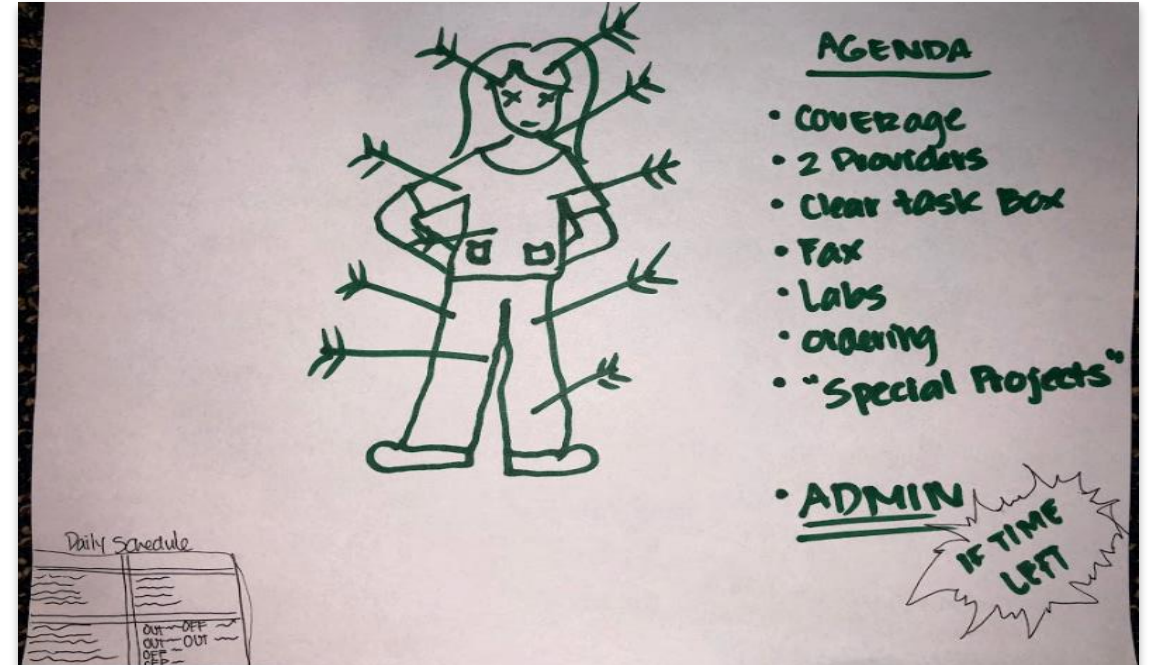 AGENDA
• Coverage
• 2 Providers
• Clear task Box
• Fax
• Labs
• ordering
• "Special Projects"
• ADMIN
IF TIME
LEFT
Daily Schedule
OUT OFF
OUT OUT
OFF
OFF